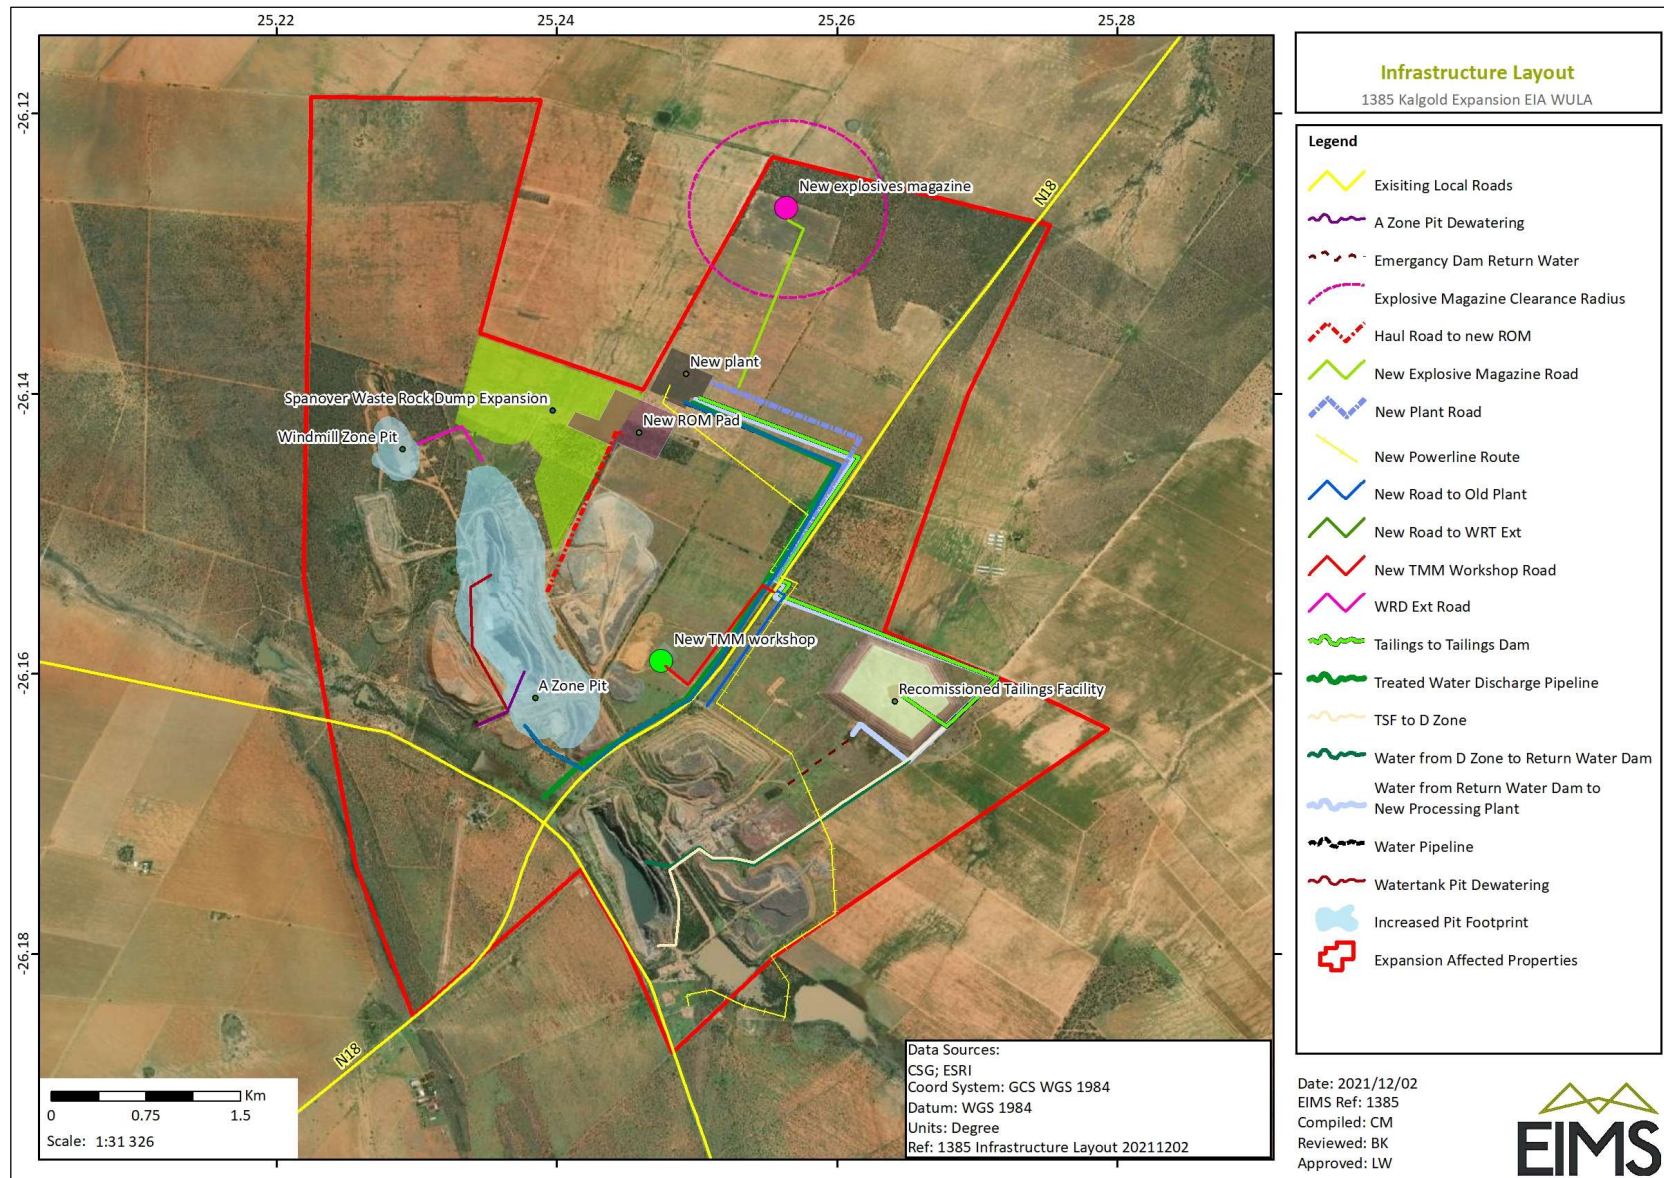 25.22
25.24
25.26
25.28
-26.12
-26.14
-26.16
-26.18
N18
New explosives magazine
New plant
Spanover Waste Rock Dump Expansion
New ROM Pad
Windmill Zone Pit
New TMM workshop
A Zone Pit
Recomissioned Tailings Facility
N18
Km
0
0.75
1.5
Scale: 1:31 326
Data Sources:
CSG; ESRI
Coord System: GCS WGS 1984
Datum: WGS 1984
Units: Degree
Ref: 1385 Infrastructure Layout 20211202
Infrastructure Layout
1385 Kalgold Expansion EIA WULA
Legend
Exisiting Local Roads
A Zone Pit Dewatering
Emergancy Dam Return Water
Explosive Magazine Clearance Radius
Haul Road to new ROM
New Explosive Magazine Road
New Plant Road
New Powerline Route
New Road to Old Plant
New Road to WRT Ext
New TMM Workshop Road
WRD Ext Road
Tailings to Tailings Dam
Treated Water Discharge Pipeline
TSF to D Zone
Water from D Zone to Return Water Dam
Water from Return Water Dam to
New Processing Plant
Water Pipeline
Watertank Pit Dewatering
Increased Pit Footprint
Expansion Affected Properties
Date: 2021/12/02
EIMS Ref: 1385
Compiled: CM
Reviewed: BK
Approved: LW
EIMS